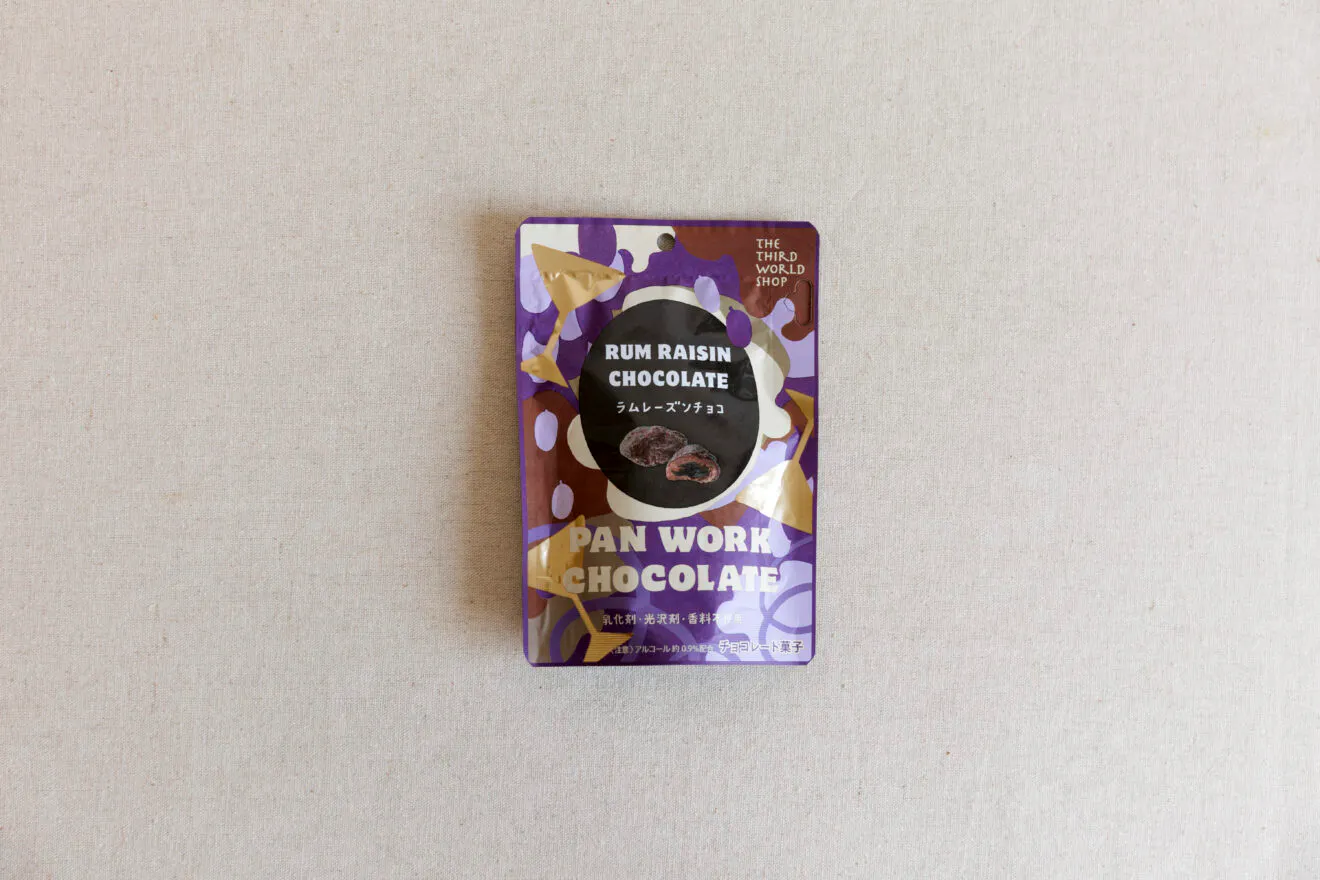 THE
THIRD
WORLD
SHOP
RUM RAISIN
CHOCOLATE
ラムレーズンチョコ
PAN WORK
CHOCOLATE
乳化剤・光沢剤・香料不使用
（注意）アルコール 約0.9%配合 チョコレート菓子